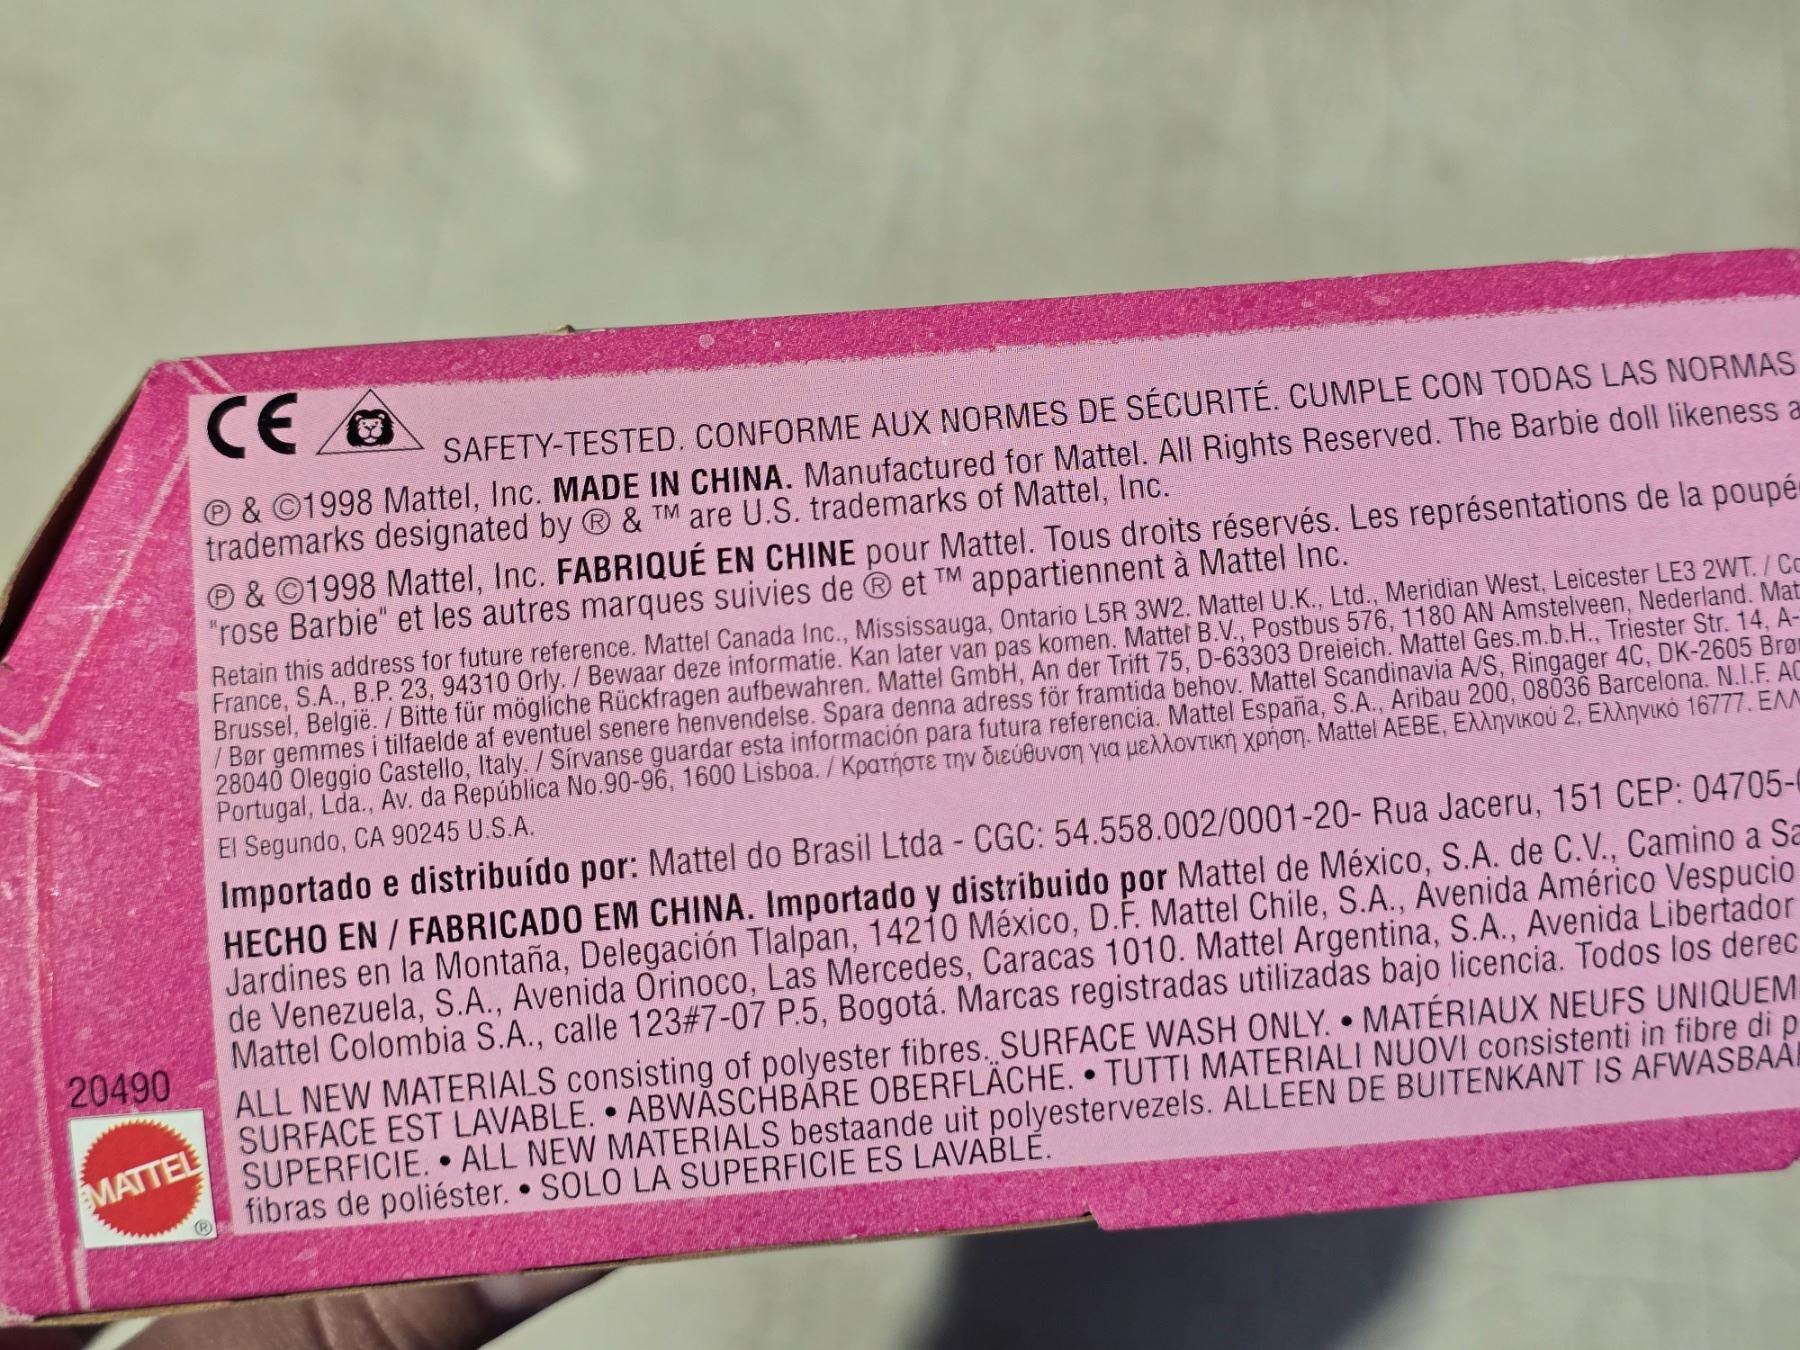 CE
SAFETY-TESTED. CONFORME AUX NORMES DE SÉCURITÉ. CUMPLE CON TODAS LAS NORMAS
℗ & ©1998 Mattel, Inc. MADE IN CHINA. Manufactured for Mattel. All Rights Reserved. The Barbie doll likeness a
trademarks designated by ® & ™ are U.S. trademarks of Mattel, Inc.
℗ & ©1998 Mattel, Inc. FABRIQUÉ EN CHINE pour Mattel. Tous droits réservés. Les représentations de la poupé
"rose Barbie" et les autres marques suivies de ® et ™ appartiennent à Mattel Inc.
Retain this address for future reference. Mattel Canada Inc., Mississauga, Ontario L5R 3W2. Mattel U.K., Ltd., Meridian West, Leicester LE3 2WT. / Co
France, S.A., B.P. 23, 94310 Orly. / Bewaar deze informatie. Kan later van pas komen. Mattel B.V., Postbus 576, 1180 AN Amstelveen, Nederland. Mat
Brussel, België. / Bitte für mögliche Rückfragen aufbewahren. Mattel GmbH, An der Trift 75, D-63303 Dreieich. Mattel Ges.m.b.H., Triester Str. 14, A-
/ Bør gemmes i tilfaelde af eventuel senere henvendelse. Spara denna adress för framtida behov. Mattel Scandinavia A/S, Ringager 4C, DK-2605 Brø
28040 Oleggio Castello, Italy. / Sírvanse guardar esta información para futura referencia. Mattel España, S.A., Aribau 200, 08036 Barcelona. N.I.F. A0
Portugal, Lda., Av. da República No.90-96, 1600 Lisboa. / Κρατήστε την διεύθυνση για μελλοντική χρήση. Mattel AEBE, Ελληνικού 2, Ελληνικό 16777. ΕΛΛ
El Segundo, CA 90245 U.S.A.
Importado e distribuído por: Mattel do Brasil Ltda - CGC: 54.558.002/0001-20- Rua Jaceru, 151 CEP: 04705-
HECHO EN / FABRICADO EM CHINA. Importado y distribuido por Mattel de México, S.A. de C.V., Camino a Sa
Jardines en la Montaña, Delegación Tlalpan, 14210 México, D.F. Mattel Chile, S.A., Avenida Américo Vespucio
de Venezuela, S.A., Avenida Orinoco, Las Mercedes, Caracas 1010. Mattel Argentina, S.A., Avenida Libertador
Mattel Colombia S.A., calle 123#7-07 P.5, Bogotá. Marcas registradas utilizadas bajo licencia. Todos los derec
ALL NEW MATERIALS consisting of polyester fibres. SURFACE WASH ONLY. • MATÉRIAUX NEUFS UNIQUEM
SURFACE EST LAVABLE. • ABWASCHBARE OBERFLÄCHE. • TUTTI MATERIALI NUOVI consistenti in fibre di p
SUPERFICIE. • ALL NEW MATERIALS bestaande uit polyestervezels. ALLEEN DE BUITENKANT IS AFWASBAA
fibras de poliéster. • SOLO LA SUPERFICIE ES LAVABLE.
20490
MATTEL
®